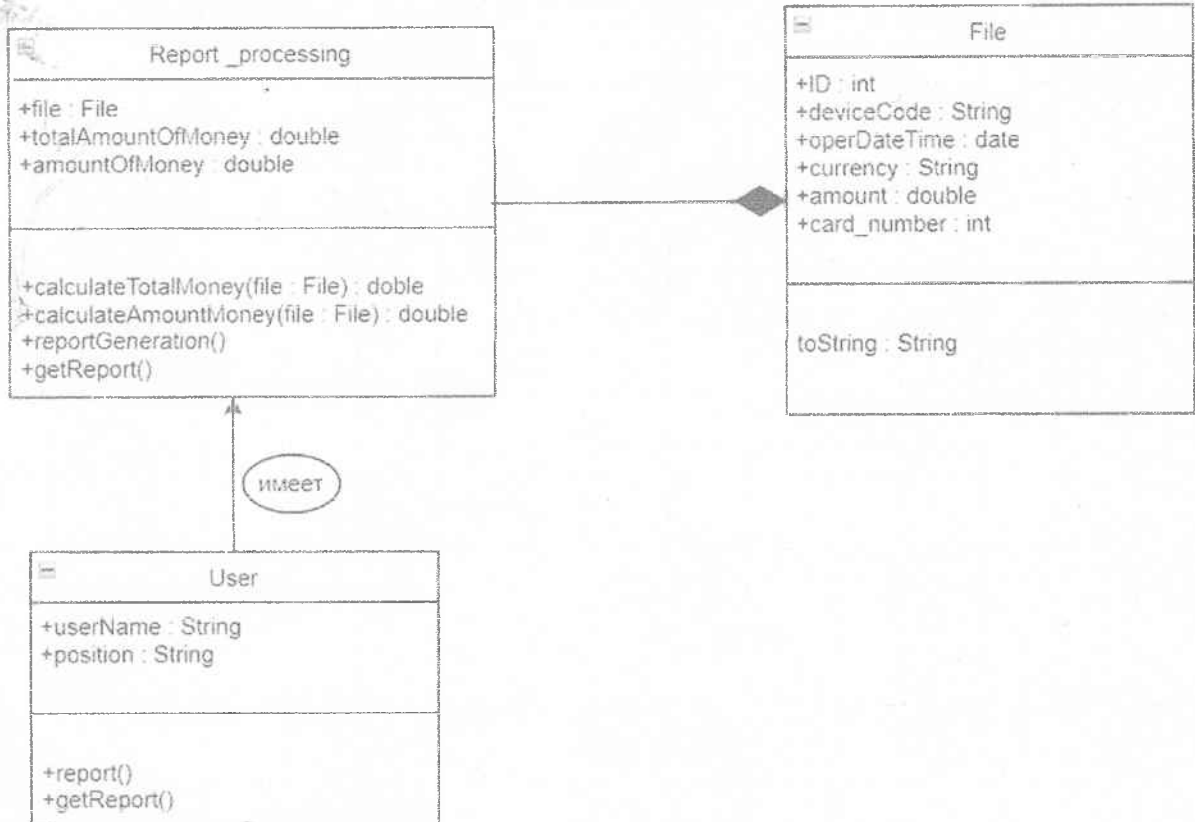 Report _processing
+file : File
+totalAmountOfMoney : double
+amountOfMoney : double
+calculateTotalMoney(file : File) : doble
+calculateAmountMoney(file : File) : double
+reportGeneration()
+getReport()
File
+ID : int
+deviceCode : String
+operDateTime : date
+currency : String
+amount : double
+card_number : int
toString : String
имеет
User
+userName : String
+position : String
+report()
+getReport()